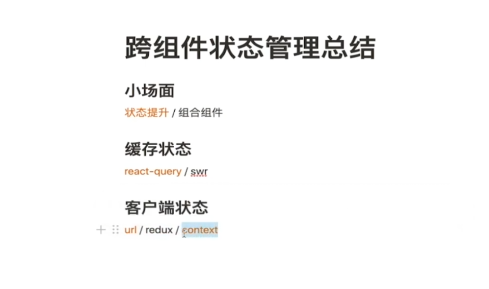 跨组件状态管理总结
小场面
状态提升 / 组合组件
缓存状态
react-query / swr
客户端状态
url / redux / context